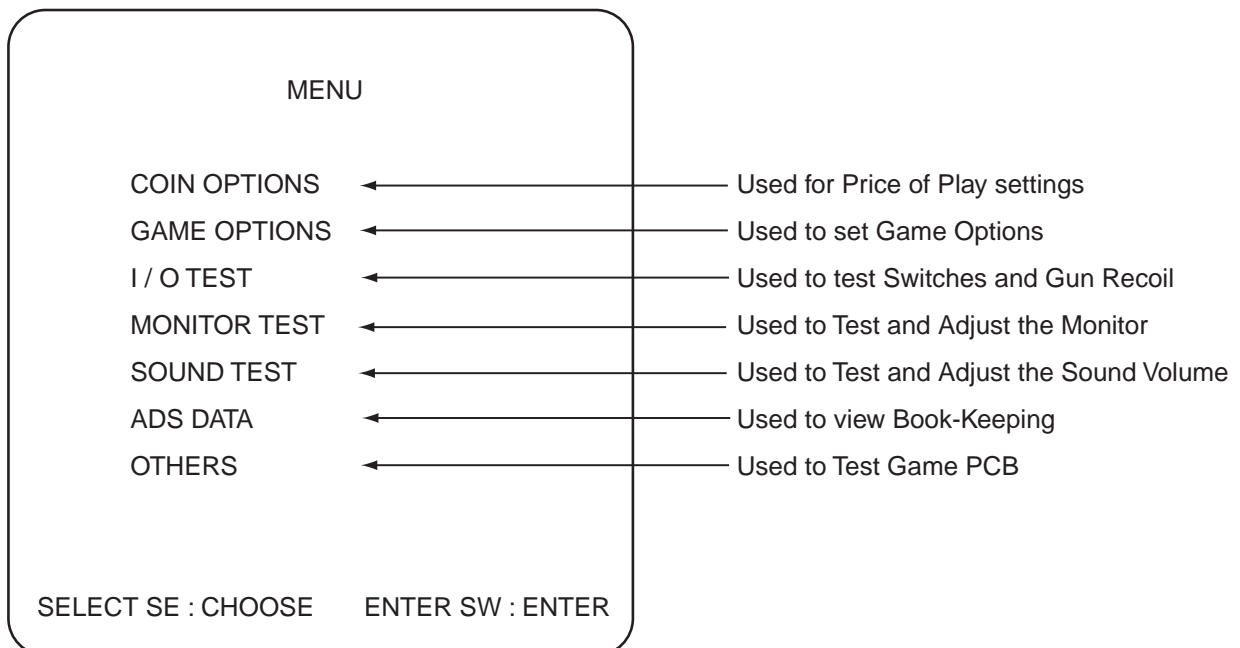 MENU
COIN OPTIONS Used for Price of Play settings
GAME OPTIONS Used to set Game Options
I / O TEST Used to test Switches and Gun Recoil
MONITOR TEST Used to Test and Adjust the Monitor
SOUND TEST Used to Test and Adjust the Sound Volume
ADS DATA Used to view Book-Keeping
OTHERS Used to Test Game PCB
SELECT SE : CHOOSE ENTER SW : ENTER